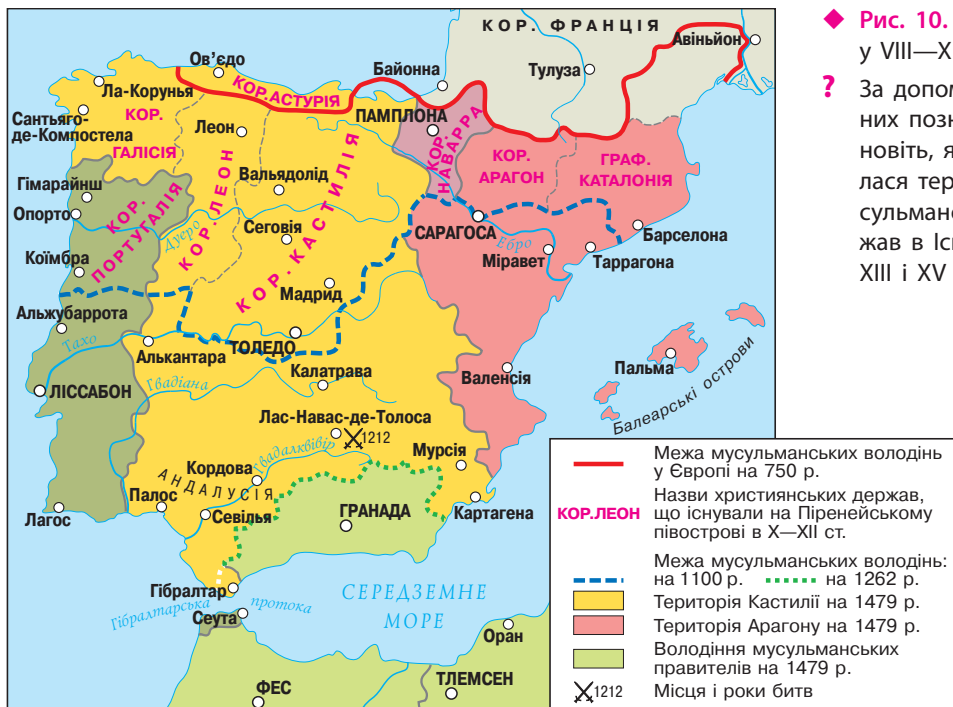 КОР. ФРАНЦІЯ
Авіньйон
Ов’єдо
Байонна
Тулуза
Ла-Корунья
КОР. АСТУРІЯ
ПАМПЛОНА
Сантьяго-
де-Компостела
КОР.
ГАЛІСІЯ
Леон
КОР. НАВАРРА
КОР.
АРАГОН
ГРАФ.
КАТАЛОНІЯ
Гімарайнш
Вальядолід
Опорто
КОР. ПОРТУГАЛІЯ
КОР. ЛЕОН
КОР. КАСТИЛІЯ
Дуеро
Сеговія
САРАГОСА
Ебро
Барселона
Коїмбра
Міравет
Таррагона
Мадрид
Альжубаррота
Тахо
Алькантара
ТОЛЕДО
Калатрава
Валенсія
Пальма
Балеарські острови
ЛІССАБОН
Гвадіана
Лас-Навас-де-Толоса
1212
Гвадалквівір
Мурсія
Кордова
АНДАЛУСІЯ
Палос
Севілья
ГРАНАДА
Картагена
Лагос
Гібралтар
Гібралтарська протока
СЕРЕДЗЕМНЕ
МОРЕ
Сеута
Оран
ФЕС
ТЛЕМСЕН
Межа мусульманських володінь
у Європі на 750 р.
КОР.ЛЕОН
Назви християнських держав,
що існували на Піренейському
півострові в X—XII ст.
Межа мусульманських володінь:
на 1100 р. на 1262 р.
Територія Кастилії на 1479 р.
Територія Арагону на 1479 р.
Володіння мусульманських
правителів на 1479 р.
1212 Місця і роки битв
◆ Рис. 10.
у VIII—X
? За допом
них позн
новіть, я
лася тер
сульманс
жав в Іс
XIII і XV